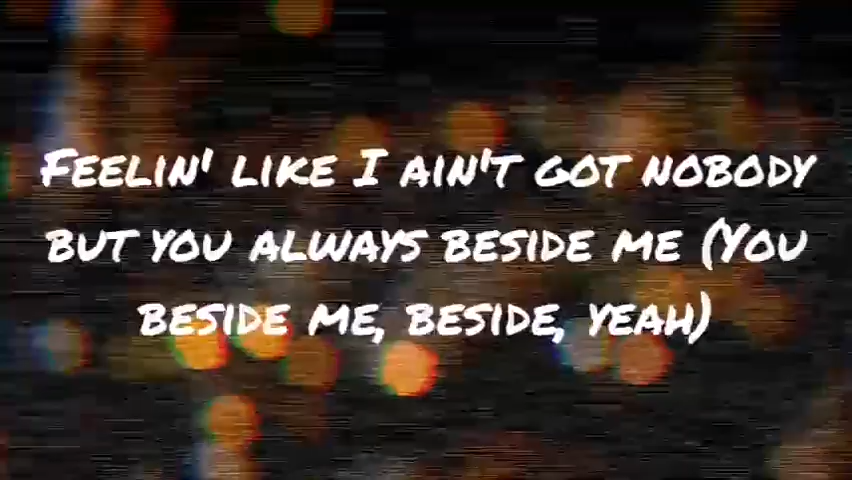 Feelin' like I ain't got nobody
but you always beside me (You
beside me, beside, yeah)